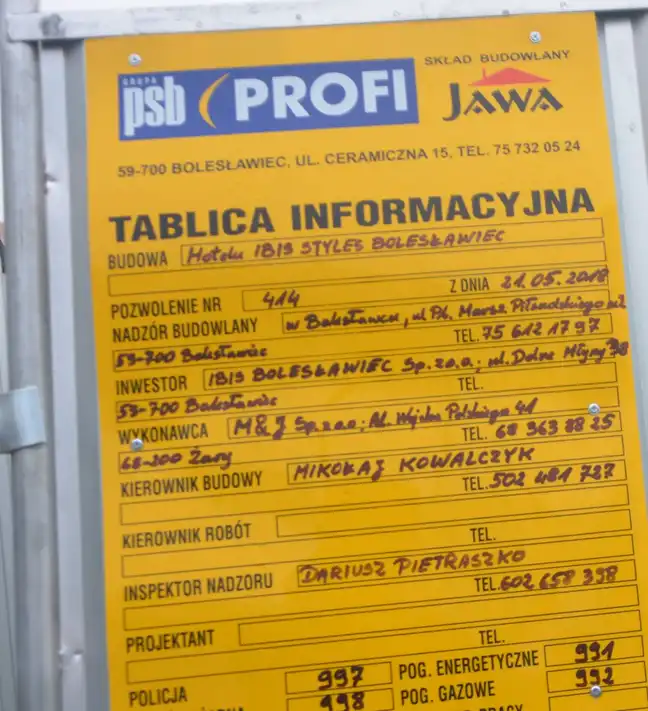 GRUPA
psb PROFI
SKŁAD BUDOWLANY
JAWA
59-700 BOLESŁAWIEC, UL. CERAMICZNA 15, TEL. 75 732 05 24
TABLICA INFORMACYJNA
BUDOWA Hotelu IBIS STYLES BOLESŁAWIEC
POZWOLENIE NR 414 Z DNIA 21.05.2018
NADZÓR BUDOWLANY w Bolesławcu, ul. Płk. Marsz. Piłsudskiego
59-700 Bolesławiec TEL. 75 612 17 97
INWESTOR IBIS BOLESŁAWIEC Sp. z o.o.; ul. Dolne Młyny
59-700 Bolesławiec TEL.
WYKONAWCA M&J Sp. z o.o; Al. Wojska Polskiego 41
68-200 Żary TEL. 68 363 88 25
KIEROWNIK BUDOWY MIKOŁAJ KOWALCZYK
TEL. 502 481 727
KIEROWNIK ROBÓT
TEL.
INSPEKTOR NADZORU DARIUSZ PIETRASZKO
TEL. 602 658 398
PROJEKTANT
TEL.
POLICJA 997 POG. ENERGETYCZNE 991
998 POG. GAZOWE 992